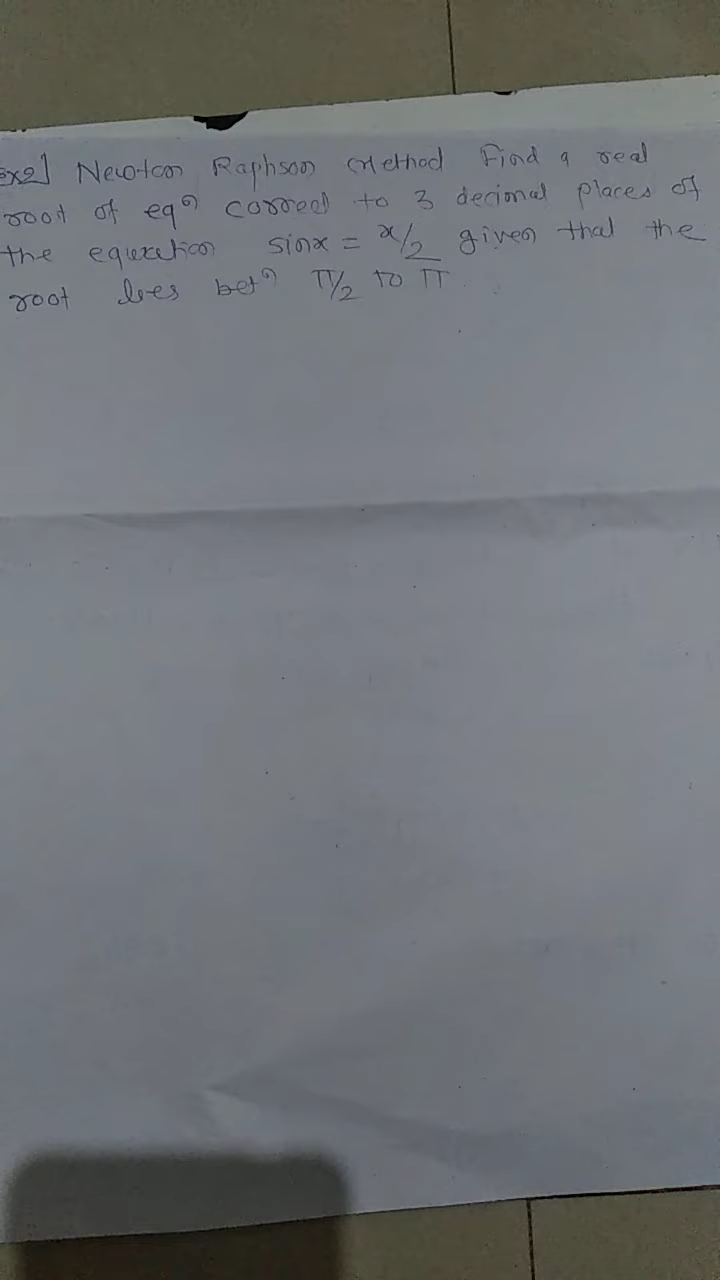 Ex2] Newton Raphson Method Find a real
root of eqn correct to 3 decimal places of
the equation sinx = x/2 given that the
root lies betn π/2 to π.